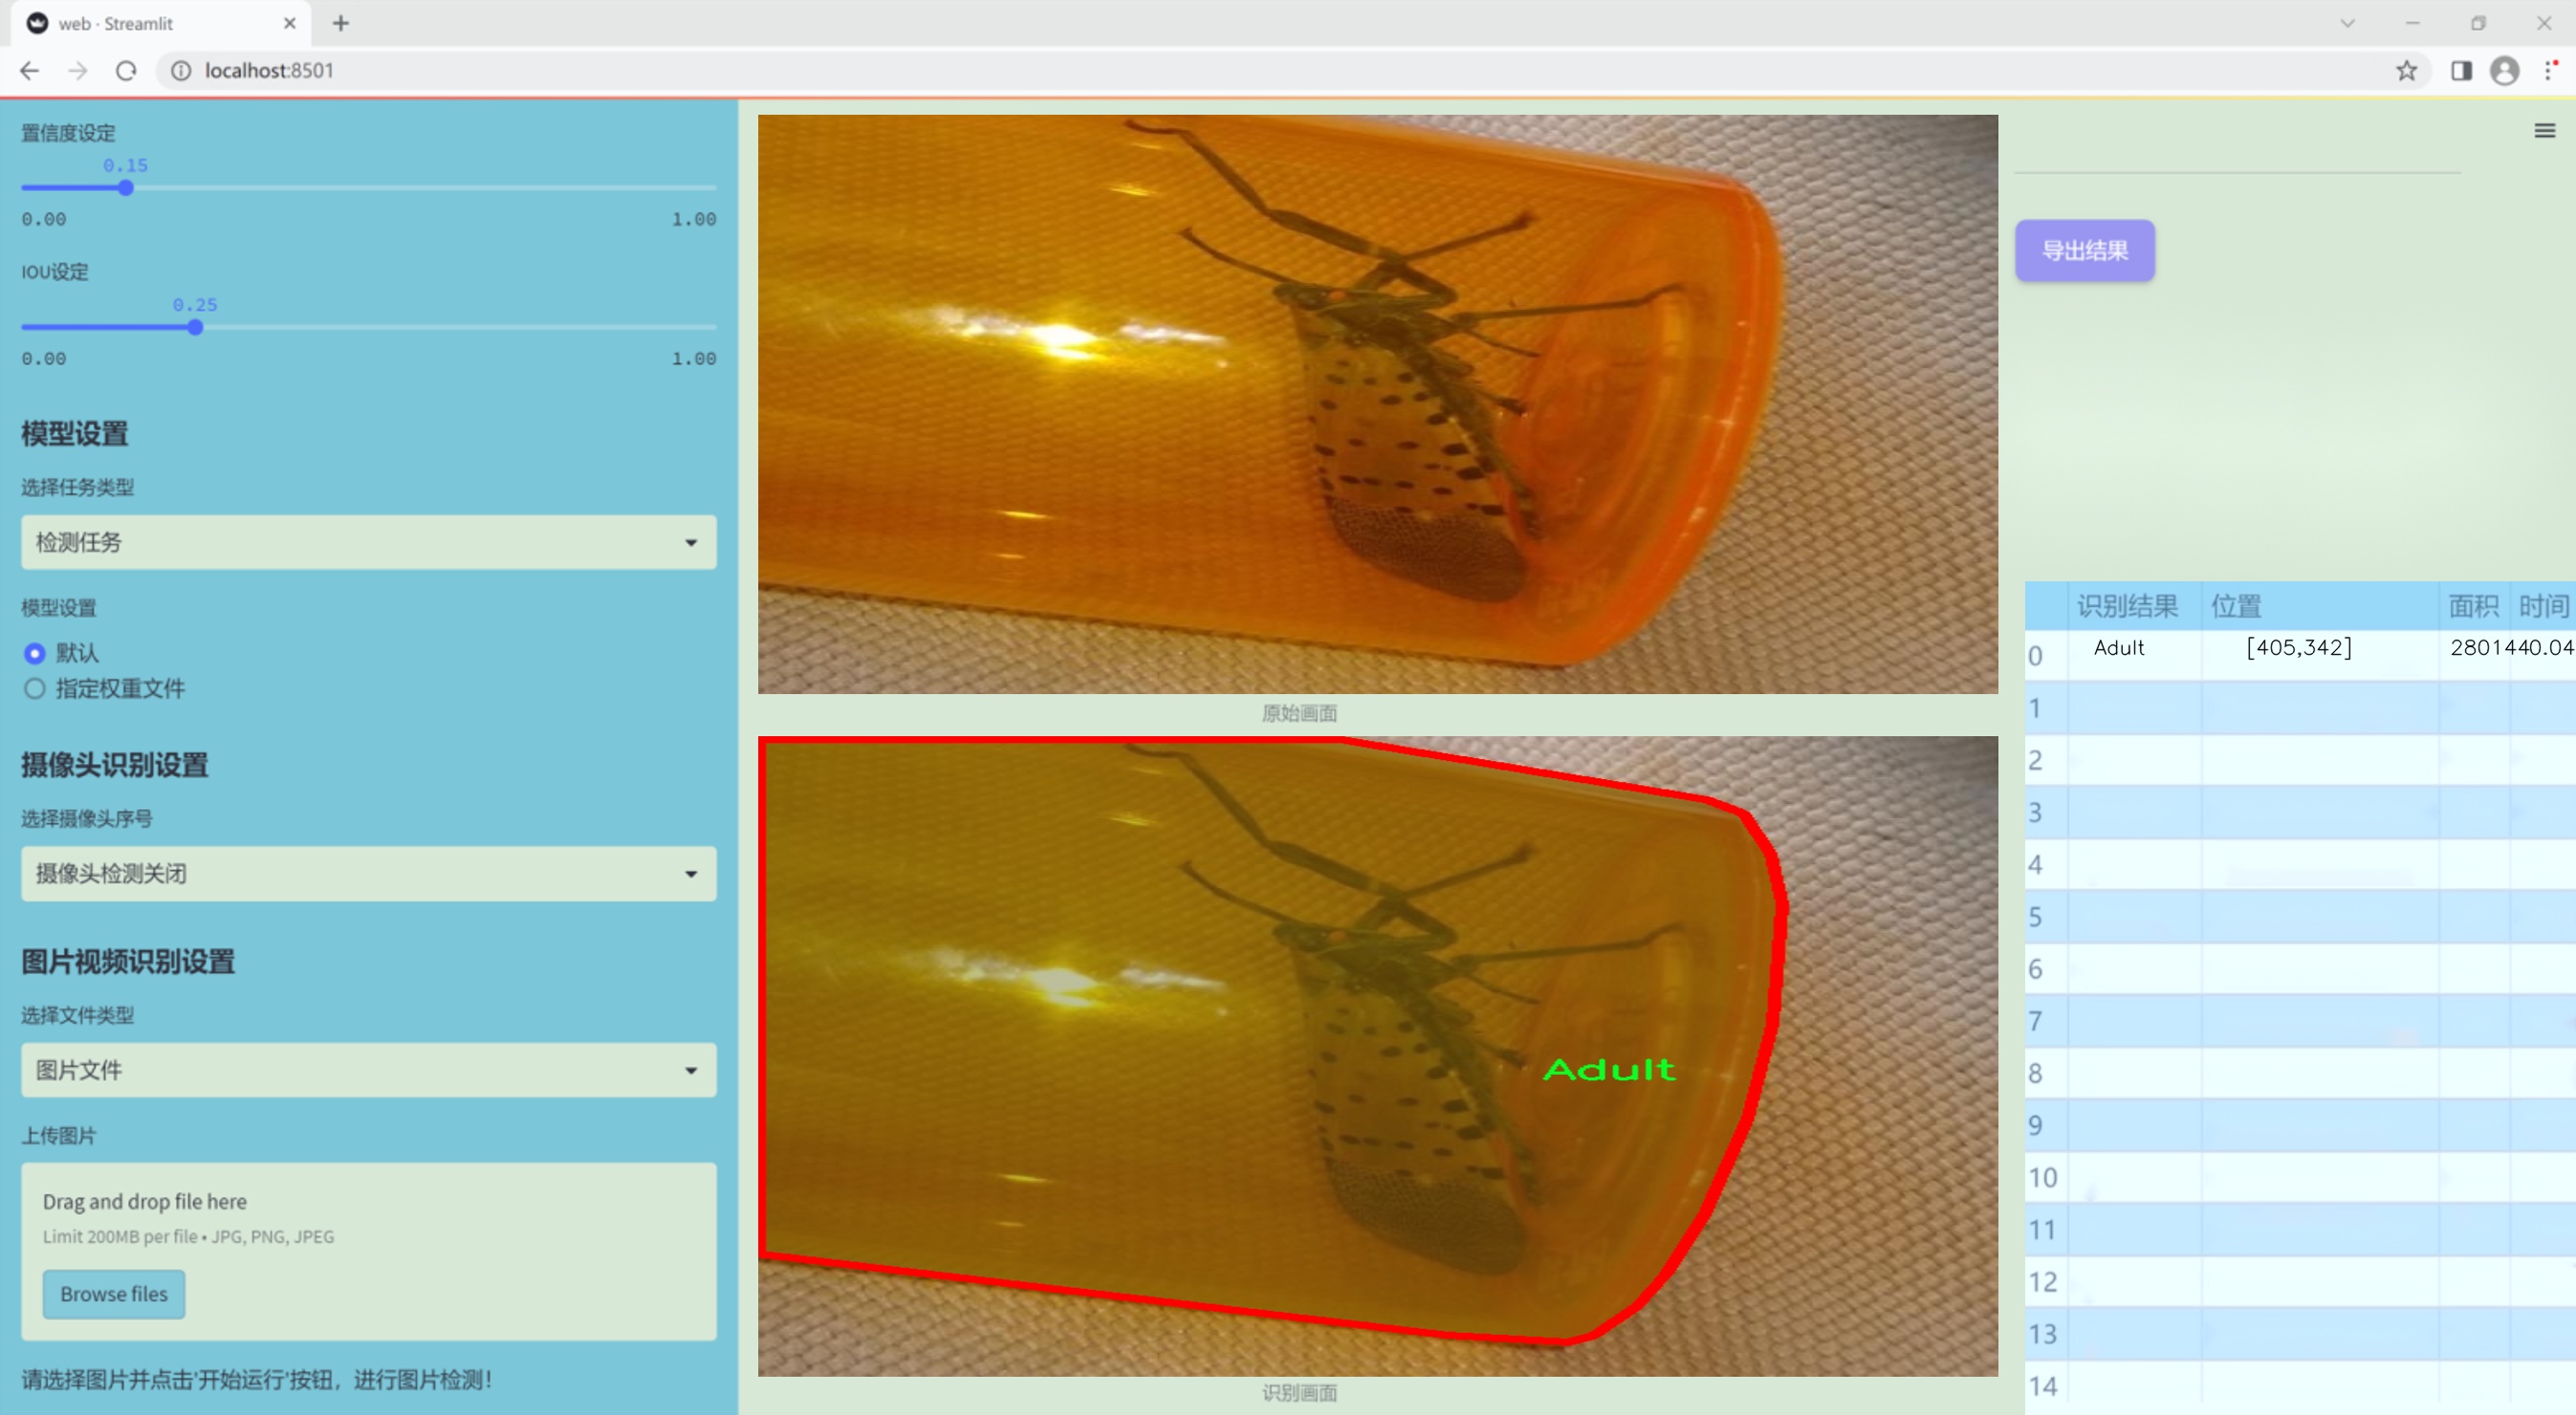 web · Streamlit
localhost:8501
置信度设定
0.15
0.00 1.00
IOU设定
0.25
0.00 1.00
模型设置
选择任务类型
检测任务
模型设置
默认
指定权重文件
摄像头识别设置
选择摄像头序号
摄像头检测关闭
图片视频识别设置
选择文件类型
图片文件
上传图片
Drag and drop file here
Limit 200MB per file • JPG, PNG, JPEG
Browse files
请选择图片并点击'开始运行'按钮，进行图片检测！
原始画面
Adult
识别画面
导出结果
识别结果 位置 面积 时间
0 Adult [405,342] 2801440.04
1
2
3
4
5
6
7
8
9
10
11
12
13
14